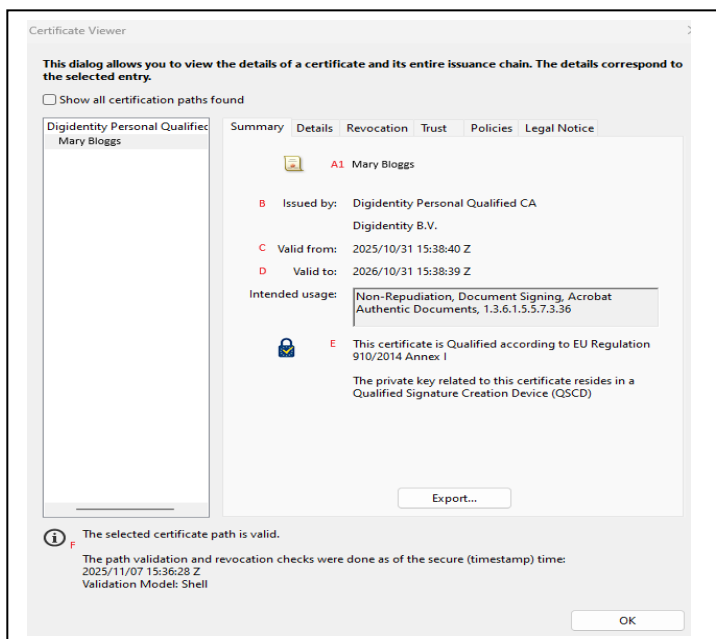 Certificate Viewer
This dialog allows you to view the details of a certificate and its entire issuance chain. The details correspond to
the selected entry.
Show all certification paths found
Digidentity Personal Qualified
Mary Bloggs
Summary Details Revocation Trust Policies Legal Notice
A1 Mary Bloggs
B Issued by: Digidentity Personal Qualified CA
Digidentity B.V.
C Valid from: 2025/10/31 15:38:40 Z
D Valid to: 2026/10/31 15:38:39 Z
Intended usage: Non-Repudiation, Document Signing, Acrobat
Authentic Documents, 1.3.6.1.5.5.7.3.36
E This certificate is Qualified according to EU Regulation
910/2014 Annex I
The private key related to this certificate resides in a
Qualified Signature Creation Device (QSCD)
Export...
The selected certificate path is valid.
F
The path validation and revocation checks were done as of the secure (timestamp) time:
2025/11/07 15:36:28 Z
Validation Model: Shell
OK